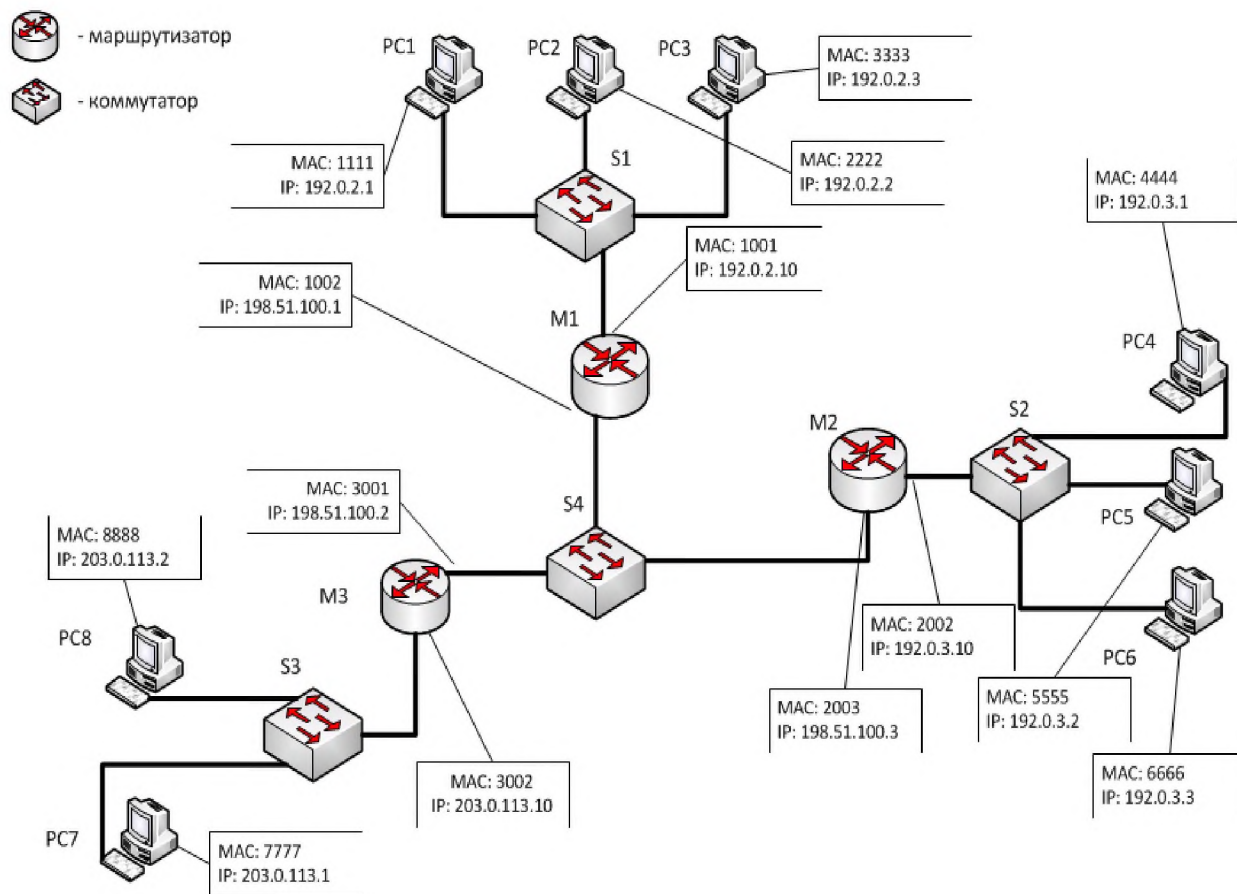 - маршрутизатор
- коммутатор
PC1
PC2
PC3
MAC: 3333
IP: 192.0.2.3
MAC: 1111
IP: 192.0.2.1
S1
MAC: 2222
IP: 192.0.2.2
MAC: 4444
IP: 192.0.3.1
MAC: 1001
IP: 192.0.2.10
MAC: 1002
IP: 198.51.100.1
M1
PC4
M2
S2
MAC: 3001
IP: 198.51.100.2
S4
PC5
MAC: 8888
IP: 203.0.113.2
M3
PC8
S3
MAC: 2002
IP: 192.0.3.10
PC6
MAC: 2003
IP: 198.51.100.3
MAC: 5555
IP: 192.0.3.2
MAC: 3002
IP: 203.0.113.10
MAC: 6666
IP: 192.0.3.3
PC7
MAC: 7777
IP: 203.0.113.1